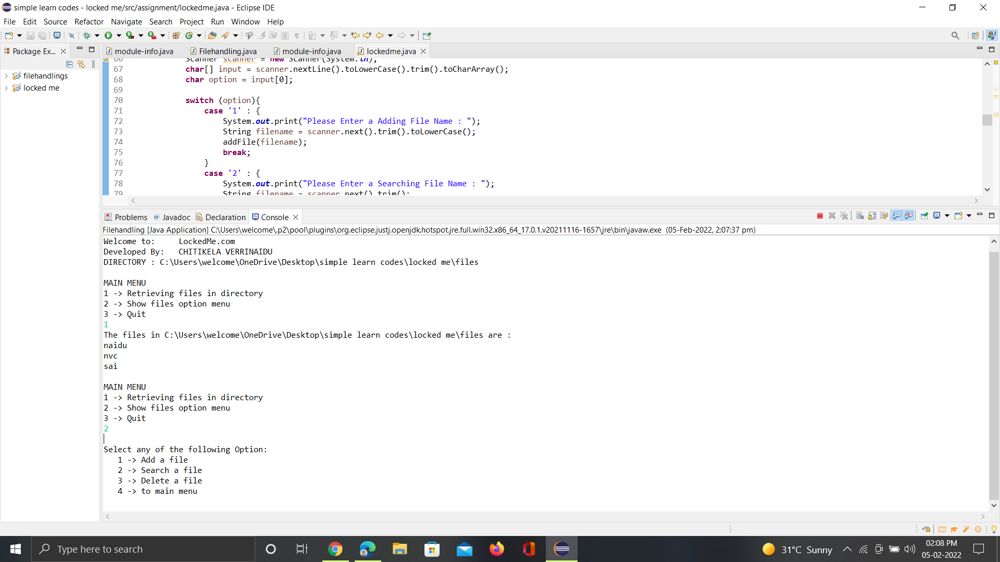 simple learn codes - locked me/src/assignment/lockedme.java - Eclipse IDE
File Edit Source Refactor Navigate Search Project Run Window Help
Package Ex...
module-info.java Filehandling.java module-info.java lockedme.java
filehandlings
locked me
66 Scanner scanner = new Scanner(System.in);
67 char[] input = scanner.nextLine().toLowerCase().trim().toCharArray();
68 char option = input[0];
69
70 switch (option){
71 case '1' : {
72 System.out.print("Please Enter a Adding File Name : ");
73 String filename = scanner.next().trim().toLowerCase();
74 addFile(filename);
75 break;
76 }
77 case '2' : {
78 System.out.print("Please Enter a Searching File Name : ");
79 String filename = scanner.next().trim();
Problems @ Javadoc Declaration Console
Filehandling [Java Application] C:\Users\welcome\.p2\pool\plugins\org.eclipse.justj.openjdk.hotspot.jre.full.win32.x86_64_17.0.1.v20211116-1657\jre\bin\javaw.exe (05-Feb-2022, 2:07:37 pm)
Welcome to: LockedMe.com
Developed By: CHITIKELA VERRINAIDU
DIRECTORY : C:\Users\welcome\OneDrive\Desktop\simple learn codes\locked me\files
MAIN MENU
1 -> Retrieving files in directory
2 -> Show files option menu
3 -> Quit
1
The files in C:\Users\welcome\OneDrive\Desktop\simple learn codes\locked me\files are :
naidu
nvc
sai
MAIN MENU
1 -> Retrieving files in directory
2 -> Show files option menu
3 -> Quit
2
Select any of the following Option:
1 -> Add a file
2 -> Search a file
3 -> Delete a file
4 -> to main menu
Type here to search
31°C Sunny
02:08 PM
05-02-2022